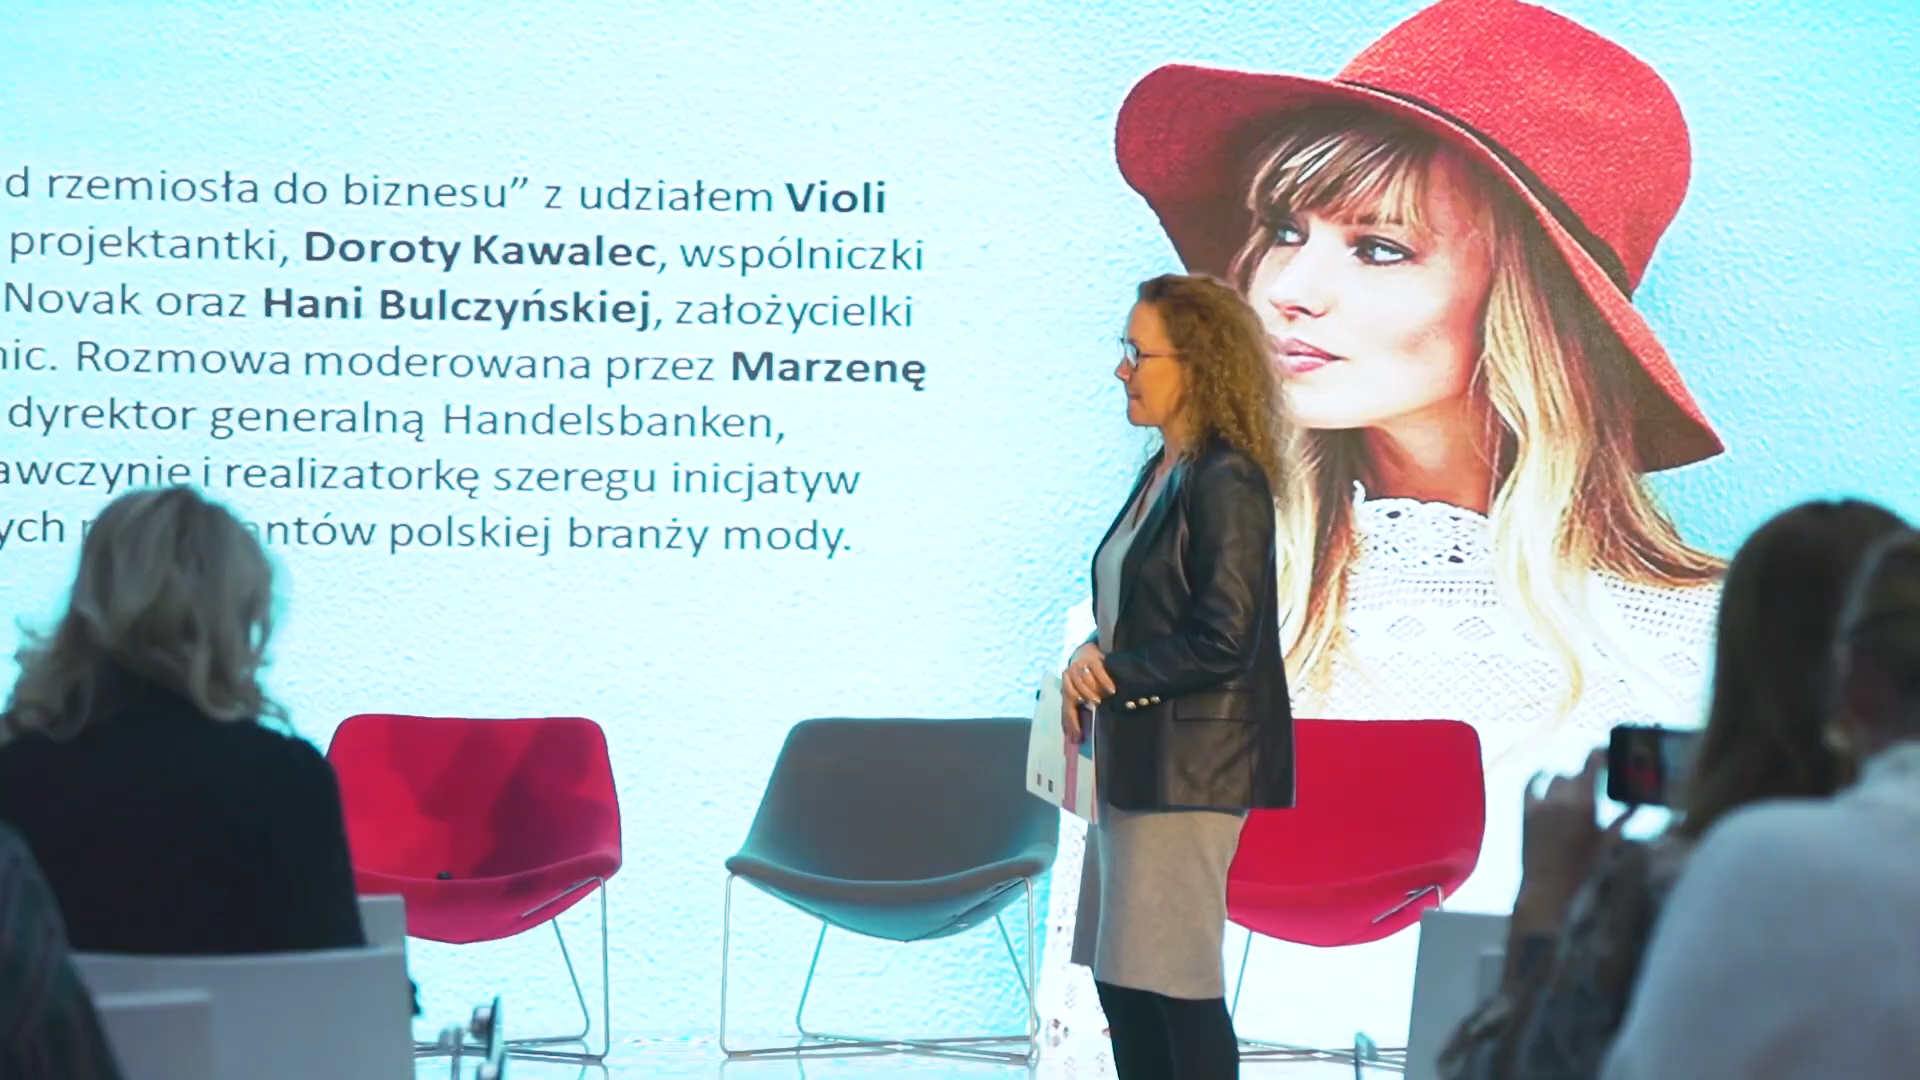 d rzemiosła do biznesu” z udziałem Violi
projektantki, Doroty Kawalec, wspólniczki
Novak oraz Hani Bulczyńskiej, założycielki
nic. Rozmowa moderowana przez Marzenę
dyrektor generalną Handelsbanken,
awczynię i realizatorkę szeregu inicjatyw
ych antów polskiej branży mody.